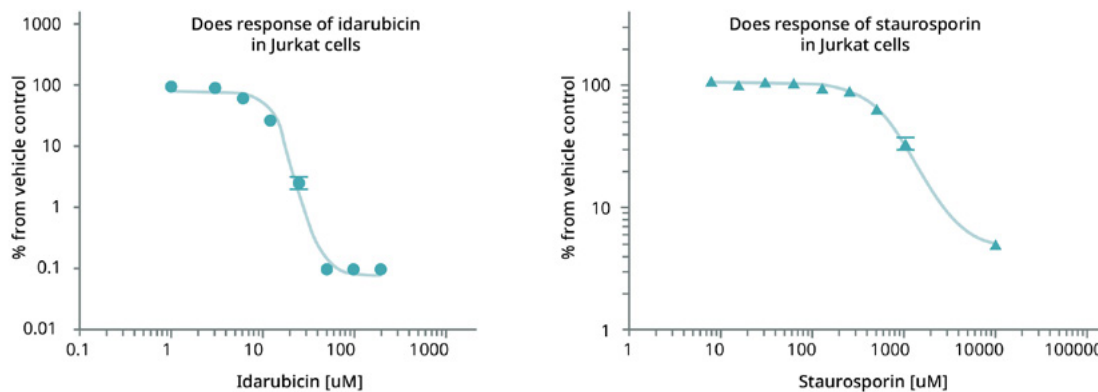 Does response of idarubicin
in Jurkat cells
1000
100
10
1
0.1
0.01
% from vehicle control
0.1 1 10 100 1000
Idarubicin [uM]
Does response of staurosporin
in Jurkat cells
100
10
1
% from vehicle control
1 10 100 1000 10000 100000
Staurosporin [uM]